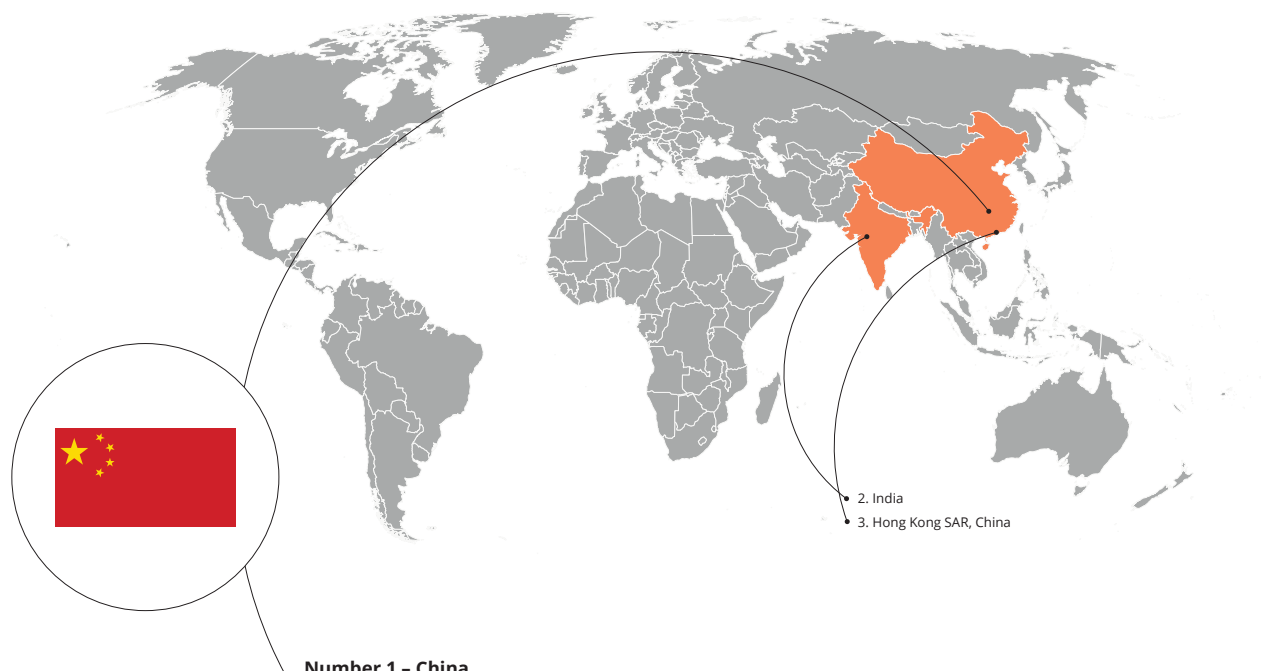 2. India
3. Hong Kong SAR, China
Number 1 – China